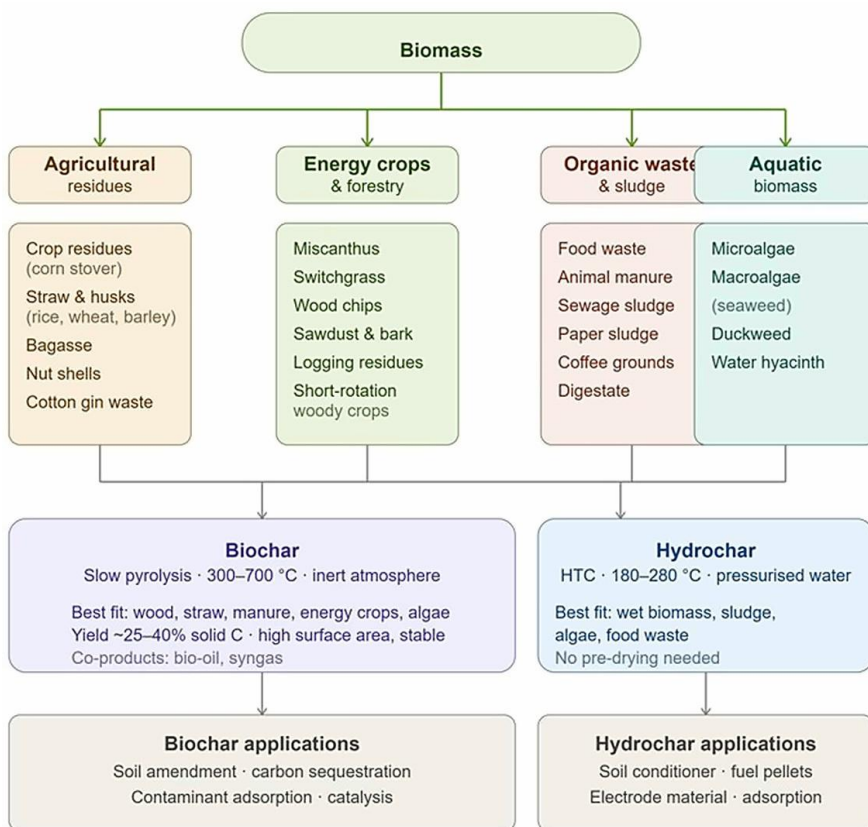 Biomass
Agricultural
residues
Energy crops
& forestry
Organic waste
& sludge
Aquatic
biomass
Crop residues
(corn stover)
Straw & husks
(rice, wheat, barley)
Bagasse
Nut shells
Cotton gin waste
Miscanthus
Switchgrass
Wood chips
Sawdust & bark
Logging residues
Short-rotation
woody crops
Food waste
Animal manure
Sewage sludge
Paper sludge
Coffee grounds
Digestate
Microalgae
Macroalgae
(seaweed)
Duckweed
Water hyacinth
Biochar
Slow pyrolysis · 300–700 °C · inert atmosphere
Best fit: wood, straw, manure, energy crops, algae
Yield ~25–40% solid C · high surface area, stable
Co-products: bio-oil, syngas
Hydrochar
HTC · 180–280 °C · pressurised water
Best fit: wet biomass, sludge,
algae, food waste
No pre-drying needed
Biochar applications
Soil amendment · carbon sequestration
Contaminant adsorption · catalysis
Hydrochar applications
Soil conditioner · fuel pellets
Electrode material · adsorption